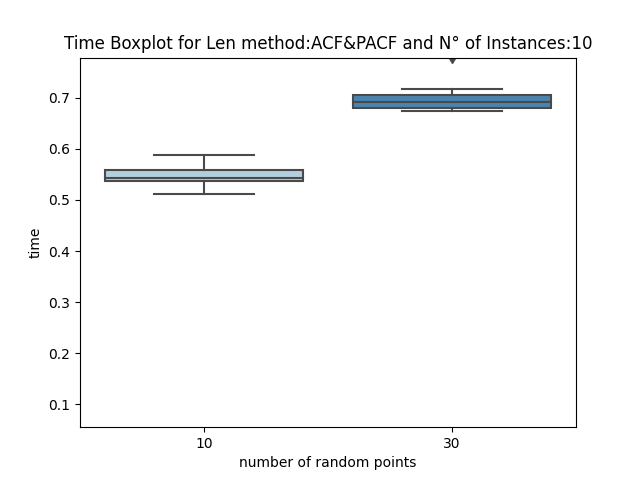 Time Boxplot for Len method:ACF&PACF and N° of Instances:10
0.7
0.6
0.5
0.4
0.3
0.2
0.1
time
10 30
number of random points